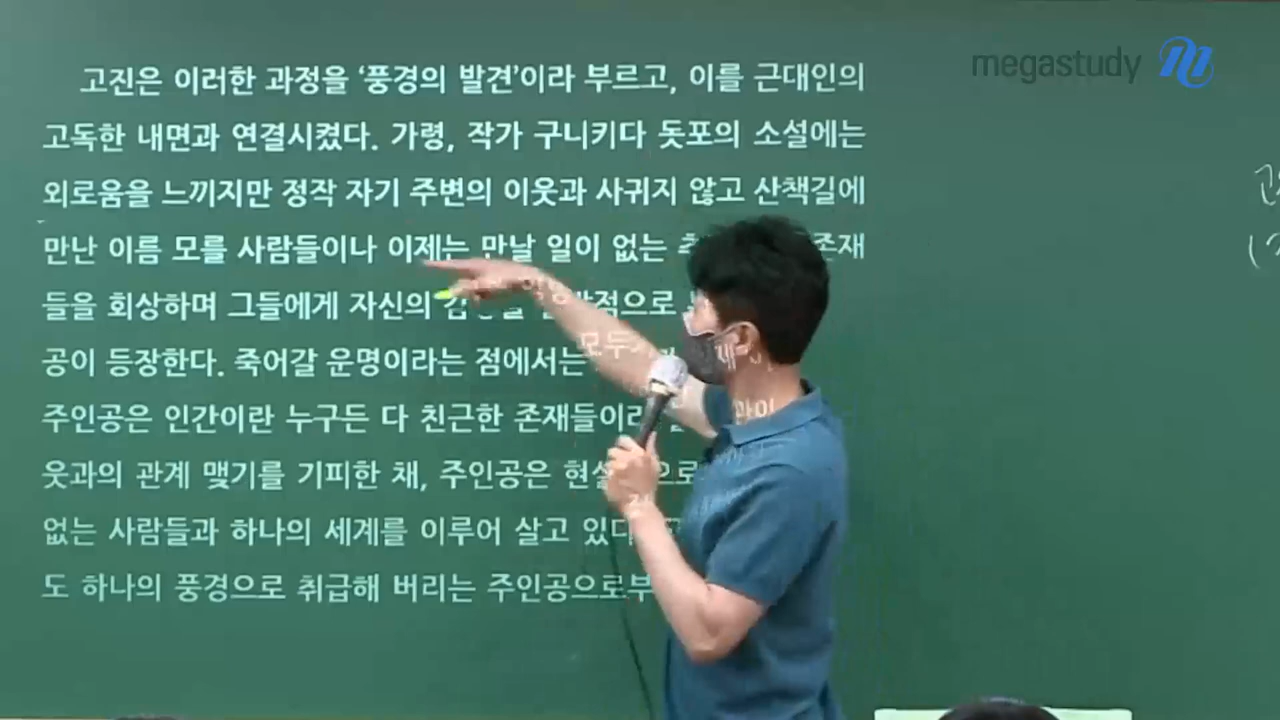 megastudy
고진은 이러한 과정을 ‘풍경의 발견’이라 부르고, 이를 근대인의
고독한 내면과 연결시켰다. 가령, 작가 구니키다 돗포의 소설에는
외로움을 느끼지만 정작 자기 주변의 이웃과 사귀지 않고 산책길에
만난 이름 모를 사람들이나 이제는 만날 일이 없는 존재
들을 회상하며 그들에게 자신의
공이 등장한다. 죽어갈 운명이라는 점에서는 모두
주인공은 인간이란 누구든 다 친근한
웃과의 관계 맺기를 기피한 채, 주인공은
없는 사람들과 하나의 세계를 이루어 살고
도 하나의 풍경으로 취급해 버리는 주인공으로부